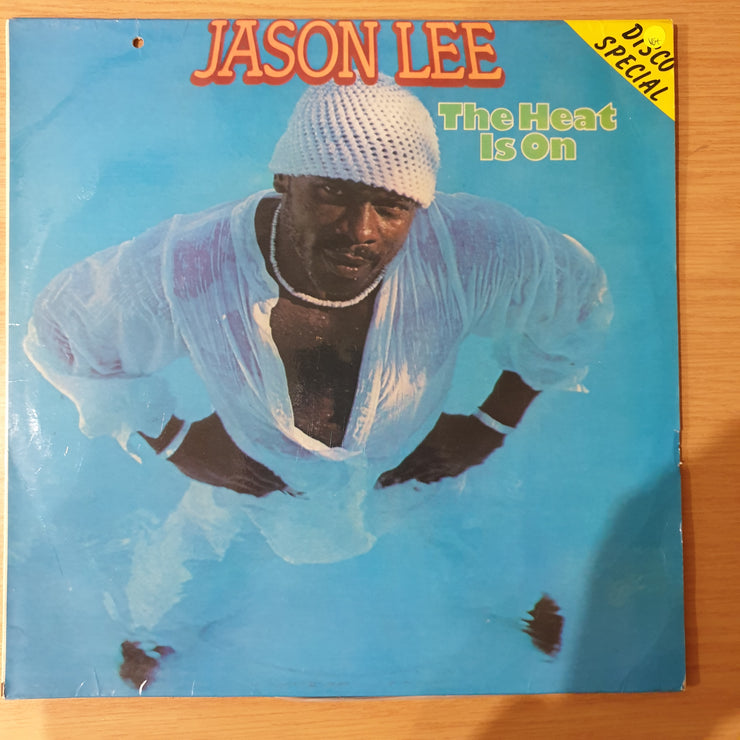 JASON LEE
The Heat
Is On
DISCO
SPECIAL